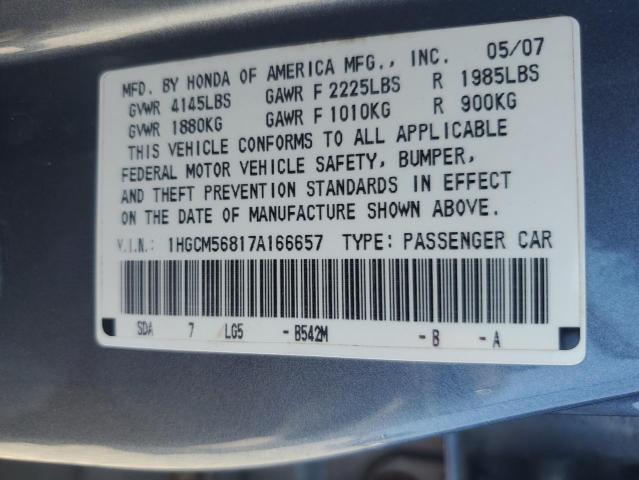 MFD. BY HONDA OF AMERICA MFG., INC. 05/07
GVWR 4145LBS GAWR F 2225LBS R 1985LBS
GVWR 1880KG GAWR F 1010KG R 900KG
THIS VEHICLE CONFORMS TO ALL APPLICABLE
FEDERAL MOTOR VEHICLE SAFETY, BUMPER,
AND THEFT PREVENTION STANDARDS IN EFFECT
ON THE DATE OF MANUFACTURE SHOWN ABOVE.
V.I.N.: 1HGCM56817A166657 TYPE: PASSENGER CAR
SDA 7 LG5 -B542M -B -A